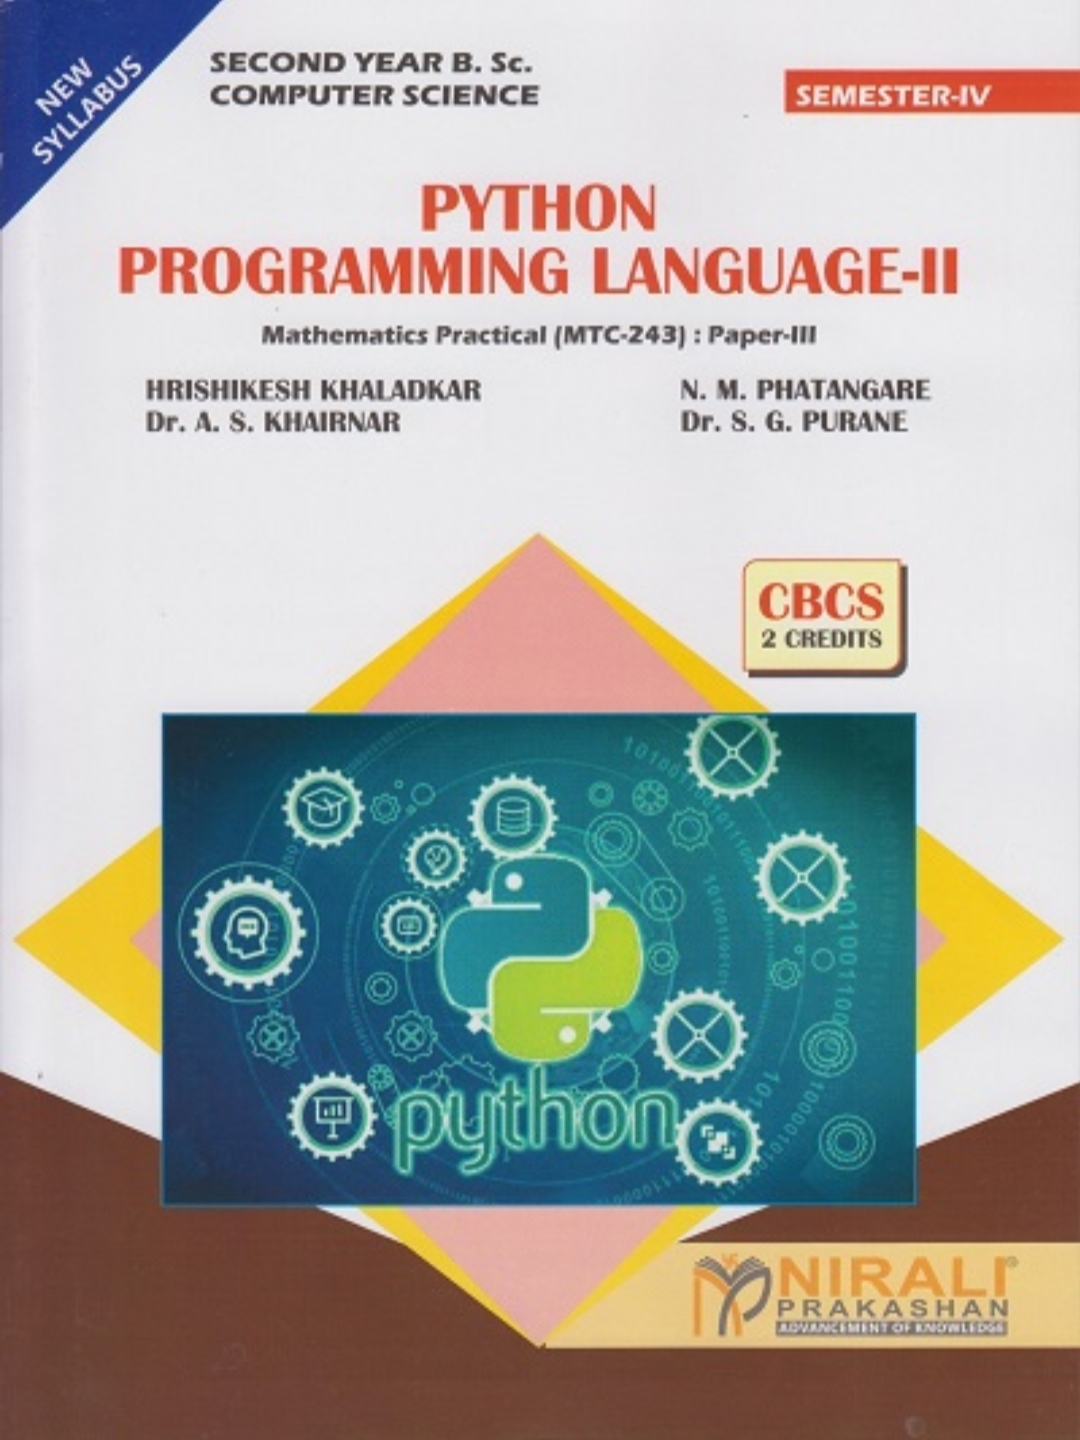 NEW
SYLLABUS
SECOND YEAR B. Sc.
COMPUTER SCIENCE
SEMESTER-IV
PYTHON
PROGRAMMING LANGUAGE-II
Mathematics Practical (MTC-243) : Paper-III
HRISHIKESH KHALADKAR
N. M. PHATANGARE
Dr. A. S. KHAIRNAR
Dr. S. G. PURANE
CBCS
2 CREDITS
python
NIRALI
PRAKASHAN
ADVANCEMENT OF KNOWLEDGE